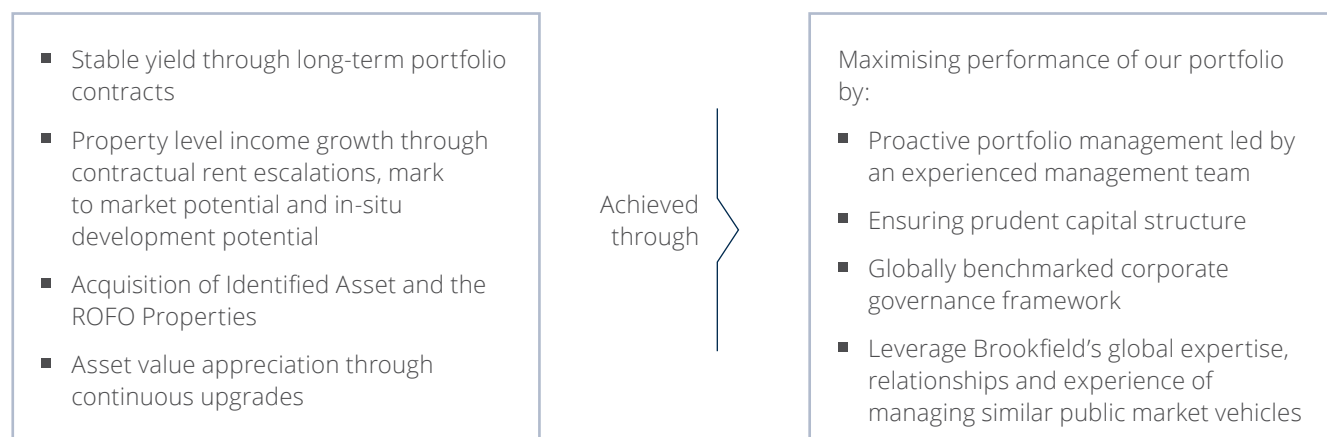 ■ Stable yield through long-term portfolio
contracts
■ Property level income growth through
contractual rent escalations, mark
to market potential and in-situ
development potential
■ Acquisition of Identified Asset and the
ROFO Properties
■ Asset value appreciation through
continuous upgrades
Achieved
through
Maximising performance of our portfolio
by:
■ Proactive portfolio management led by
an experienced management team
■ Ensuring prudent capital structure
■ Globally benchmarked corporate
governance framework
■ Leverage Brookfield’s global expertise,
relationships and experience of
managing similar public market vehicles